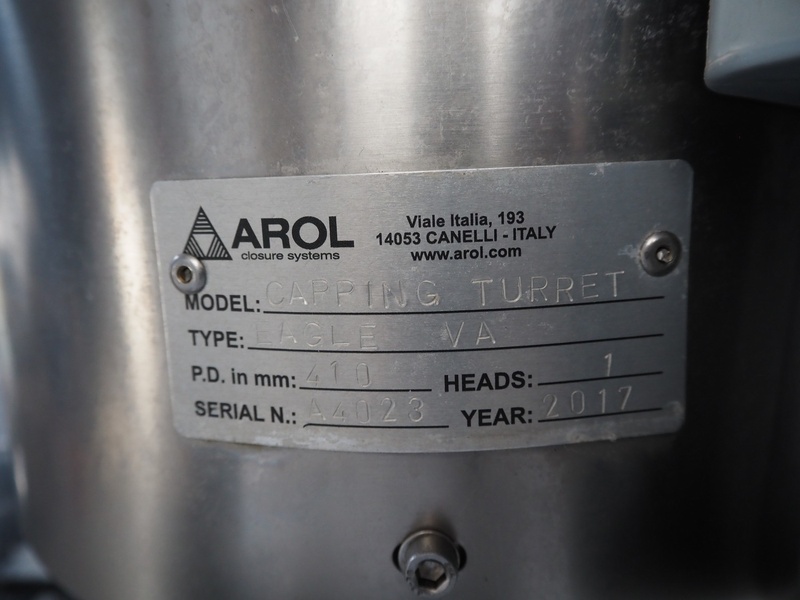 AROL
closure systems
Viale Italia, 193
14053 CANELLI - ITALY
www.arol.com
MODEL: CAPPING TURRET
TYPE: EAGLE VA
P.D. in mm: 410 HEADS: 1
SERIAL N.: A4023 YEAR: 2017